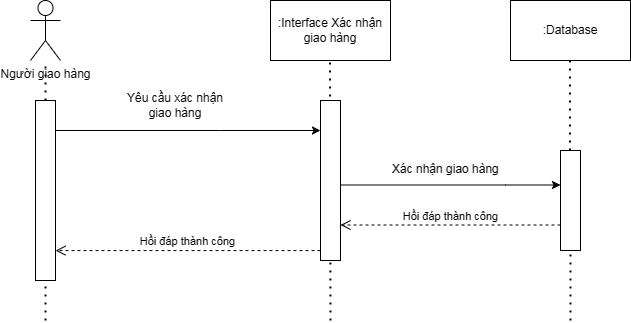 :Interface Xác nhận
giao hàng
:Database
Người giao hàng
Yêu cầu xác nhận
giao hàng
Xác nhận giao hàng
Hồi đáp thành công
Hồi đáp thành công